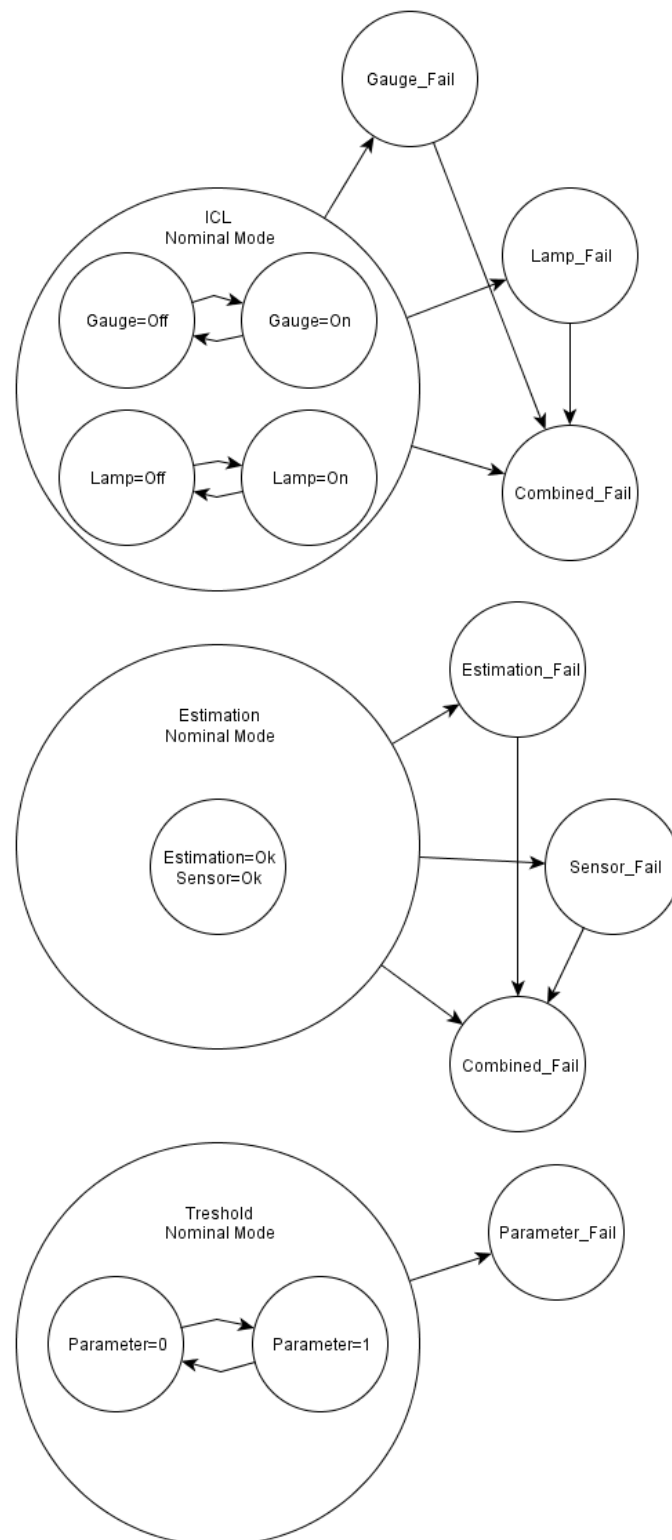 Gauge_Fail
ICL
Nominal Mode
Lamp_Fail
Gauge=Off
Gauge=On
Lamp=Off
Lamp=On
Combined_Fail
Estimation_Fail
Estimation
Nominal Mode
Estimation=Ok
Sensor=Ok
Sensor_Fail
Combined_Fail
Treshold
Nominal Mode
Parameter_Fail
Parameter=0
Parameter=1